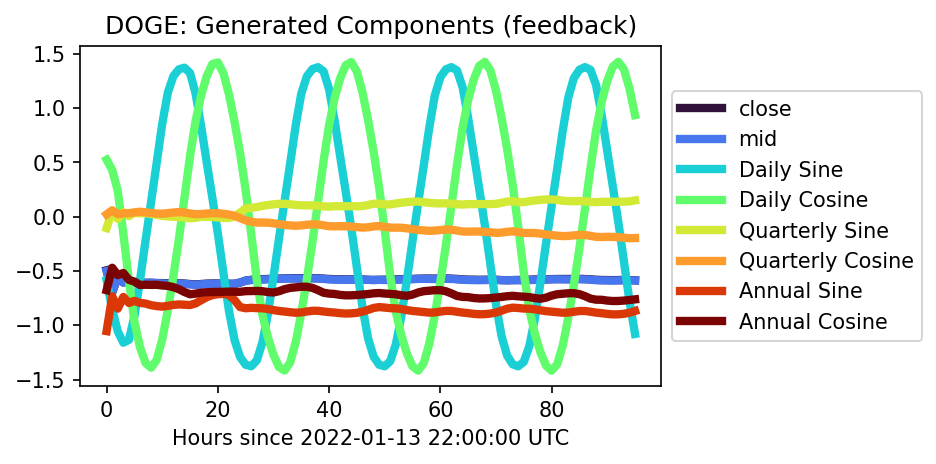 DOGE: Generated Components (feedback)
1.5
1.0
0.5
0.0
−0.5
−1.0
−1.5
0
20
40
60
80
Hours since 2022-01-13 22:00:00 UTC
close
mid
Daily Sine
Daily Cosine
Quarterly Sine
Quarterly Cosine
Annual Sine
Annual Cosine